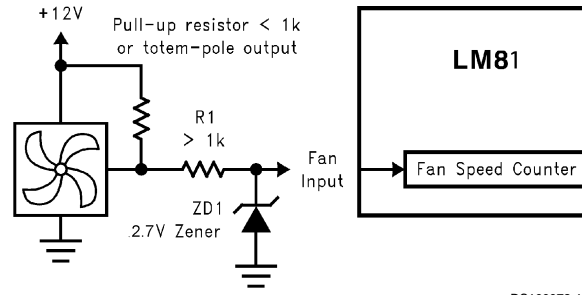 +12V
Pull-up resistor < 1k
or totem-pole output
LM81
R1
> 1k
Fan
Input
Fan Speed Counter
ZD1
2.7V Zener